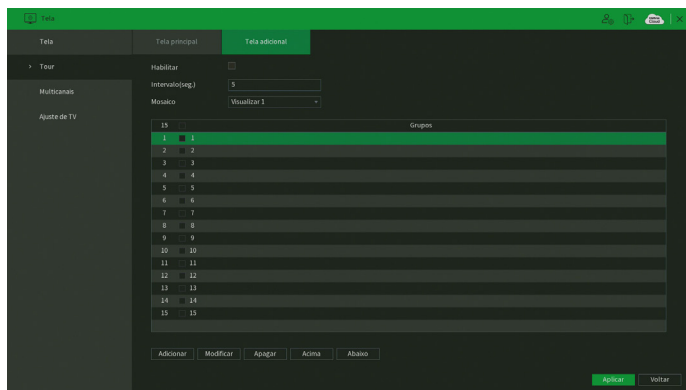 Tela
Tela
Tela principal
Tela adicional
Tour
Habilitar
Intervalo(seg.)
5
Multicanais
Mosaico
Visualizar 1
Ajuste de TV
15
Grupos
1 1
2 2
3 3
4 4
5 5
6 6
7 7
8 8
9 9
10 10
11 11
12 12
13 13
14 14
15 15
Adicionar
Modificar
Apagar
Acima
Abaixo
Aplicar
Voltar